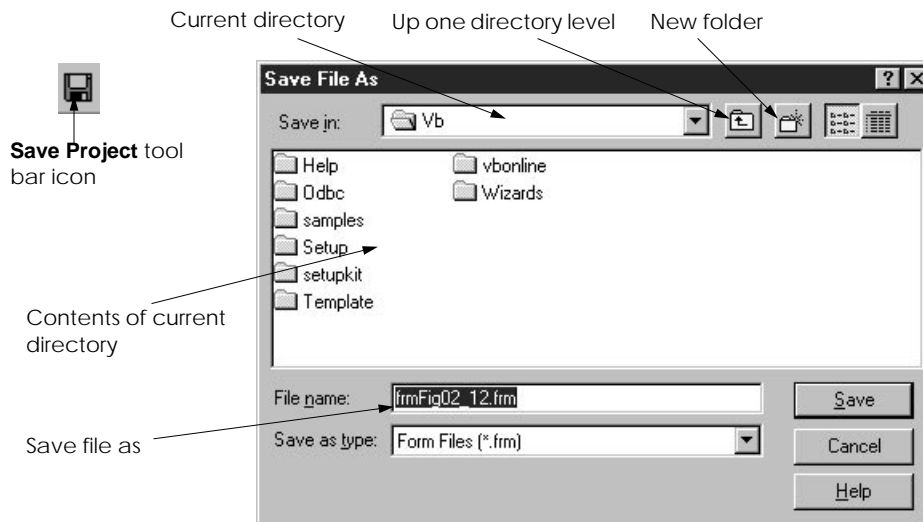 Current directory
Up one directory level
New folder
Save Project tool
bar icon
Save File As
Save in:
Vb
Help
Odbc
samples
Setup
setupkit
Template
vbonline
Wizards
Contents of current
directory
File name:
frmFig02_12.frm
Save
Save file as
Save as type:
Form Files (*.frm)
Cancel
Help